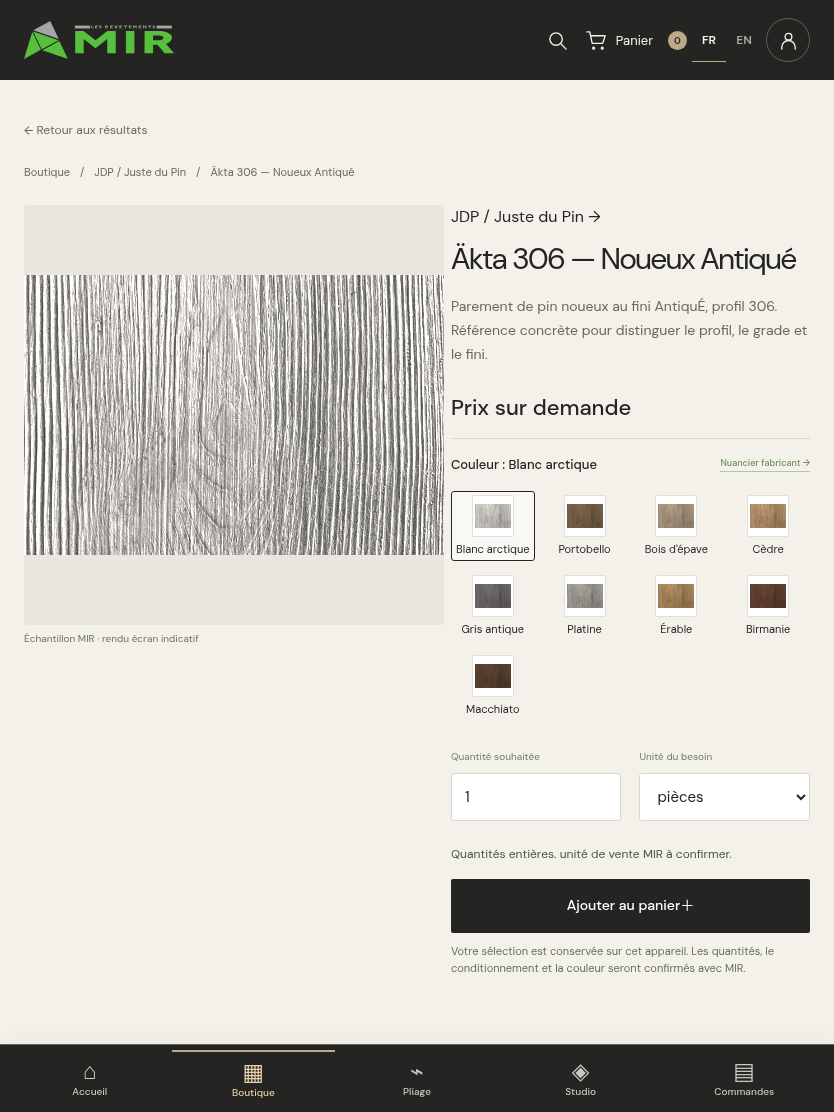 LES REVÊTEMENTS
MIR
Panier
0
FR
EN
← Retour aux résultats
Boutique / JDP / Juste du Pin / Äkta 306 — Noueux Antiqué
JDP / Juste du Pin →
Äkta 306 — Noueux Antiqué
Parement de pin noueux au fini AntiquÉ, profil 306.
Référence concrète pour distinguer le profil, le grade et
le fini.
Prix sur demande
Couleur : Blanc arctique
Nuancier fabricant →
Blanc arctique
Portobello
Bois d'épave
Cèdre
Gris antique
Platine
Érable
Birmanie
Macchiato
Échantillon MIR · rendu écran indicatif
Quantité souhaitée
Unité du besoin
1
pièces
Quantités entières. unité de vente MIR à confirmer.
Ajouter au panier+
Votre sélection est conservée sur cet appareil. Les quantités, le
conditionnement et la couleur seront confirmés avec MIR.
Accueil
Boutique
Pliage
Studio
Commandes